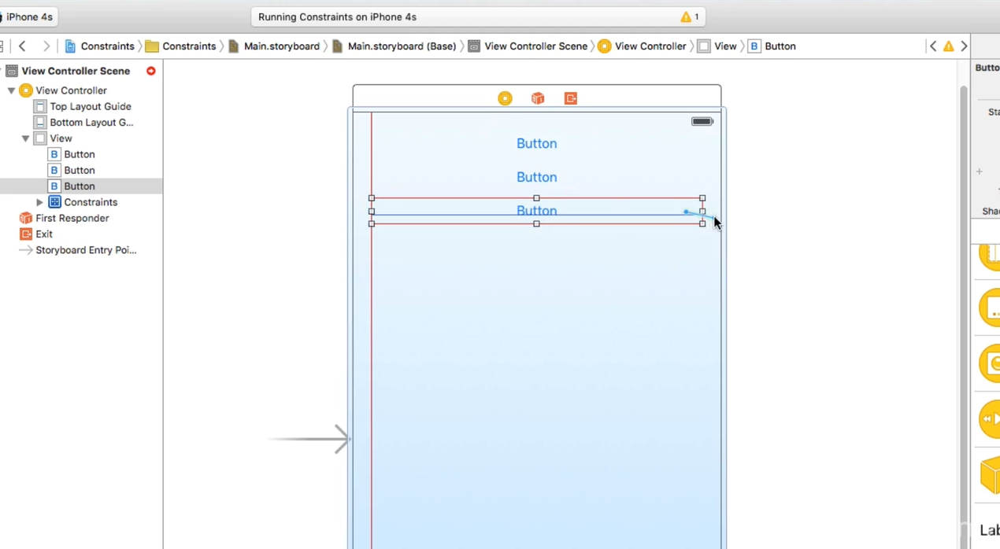 iPhone 4s
Running Constraints on iPhone 4s
1
Constraints
Constraints
Main.storyboard
Main.storyboard (Base)
View Controller Scene
View Controller
View
B
Button
Butto
View Controller Scene
View Controller
Top Layout Guide
Bottom Layout G...
View
B Button
B Button
B Button
Constraints
First Responder
Exit
Storyboard Entry Poi...
Button
Button
Button
Sta
Sha
Lab